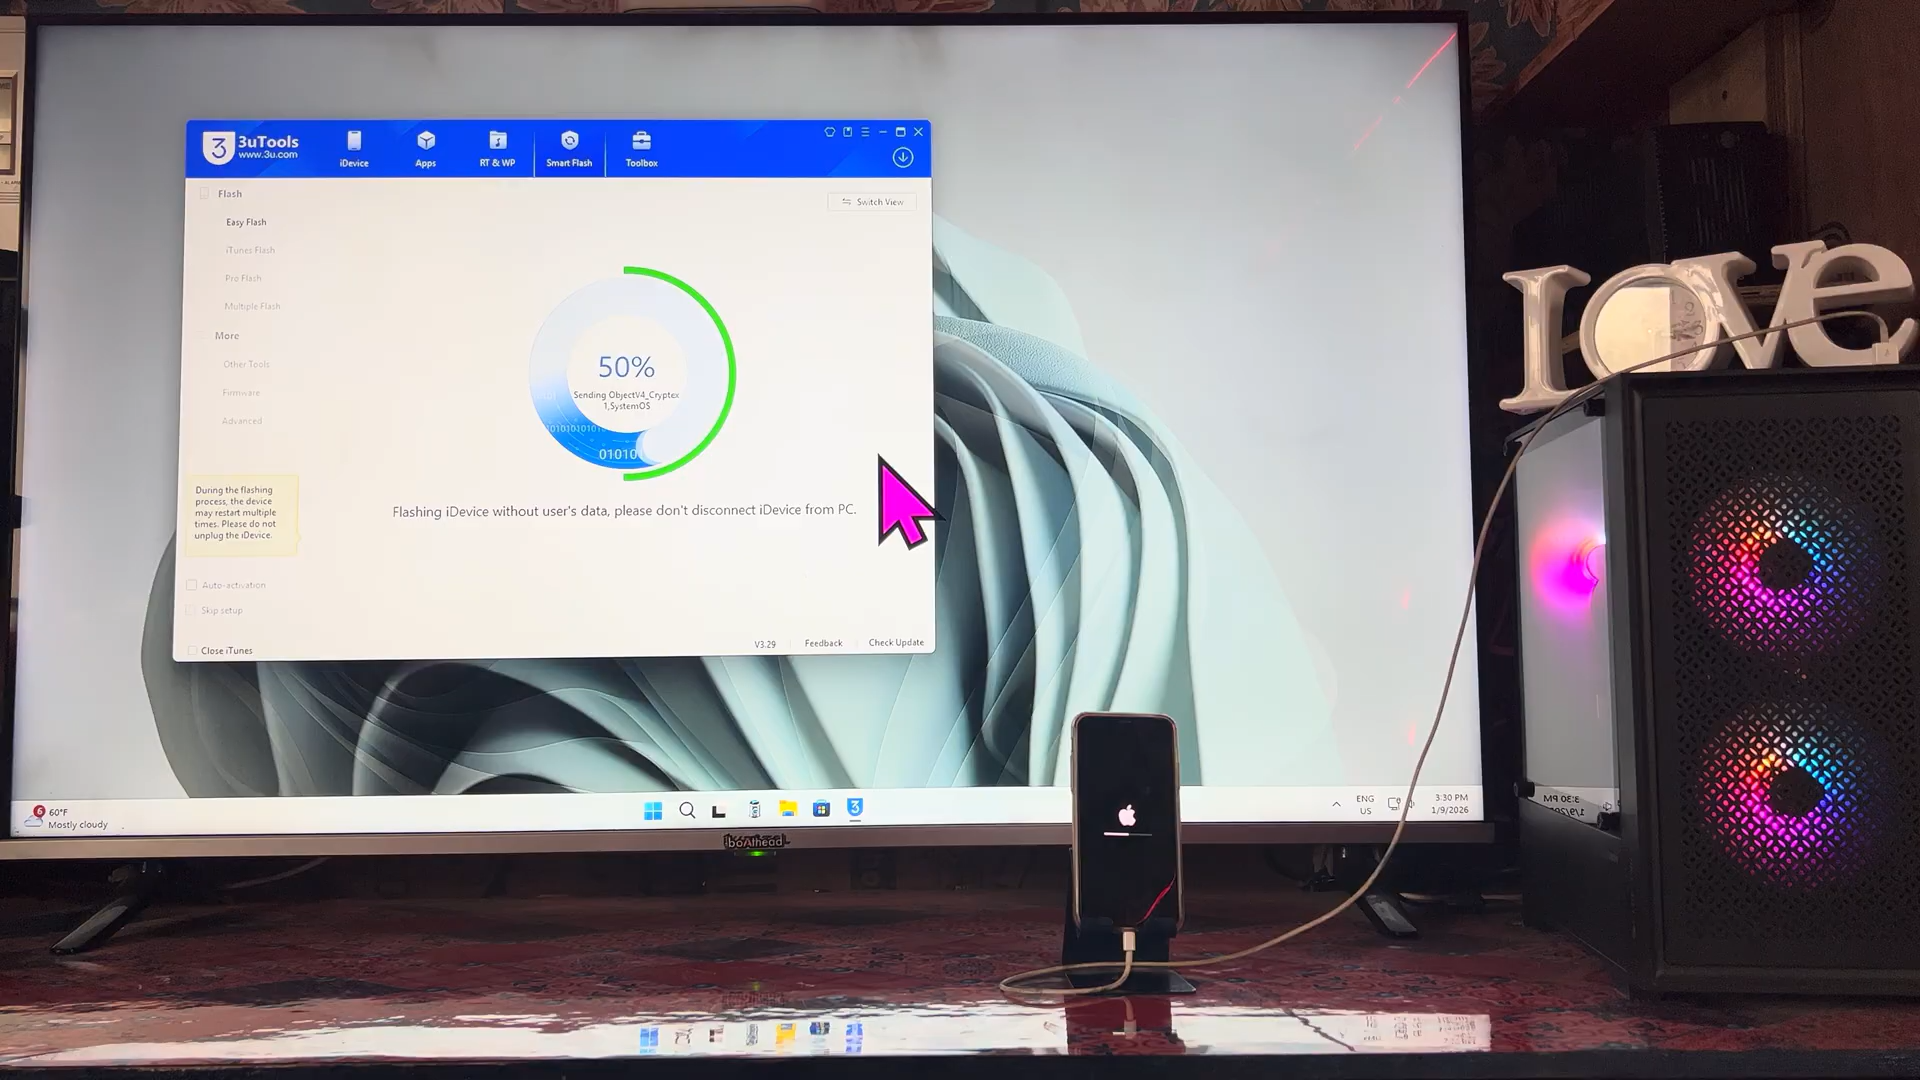 3uTools
www.3u.com
iDevice
Apps
RT & WP
Smart Flash
Toolbox
Flash
Switch View
Easy Flash
iTunes Flash
Pro Flash
Multiple Flash
More
Other Tools
Firmware
Advanced
50%
Sending ObjectV4_Cryptex
1,SystemOS
01010
During the flashing
process, the device
may restart multiple
times. Please do not
unplug the iDevice.
Flashing iDevice without user's data, please don't disconnect iDevice from PC.
Auto-activation
Skip setup
Close iTunes
V3.29
Feedback
Check Update
LOVE
6
60°F
Mostly cloudy
ENG
US
3:30 PM
1/9/2026